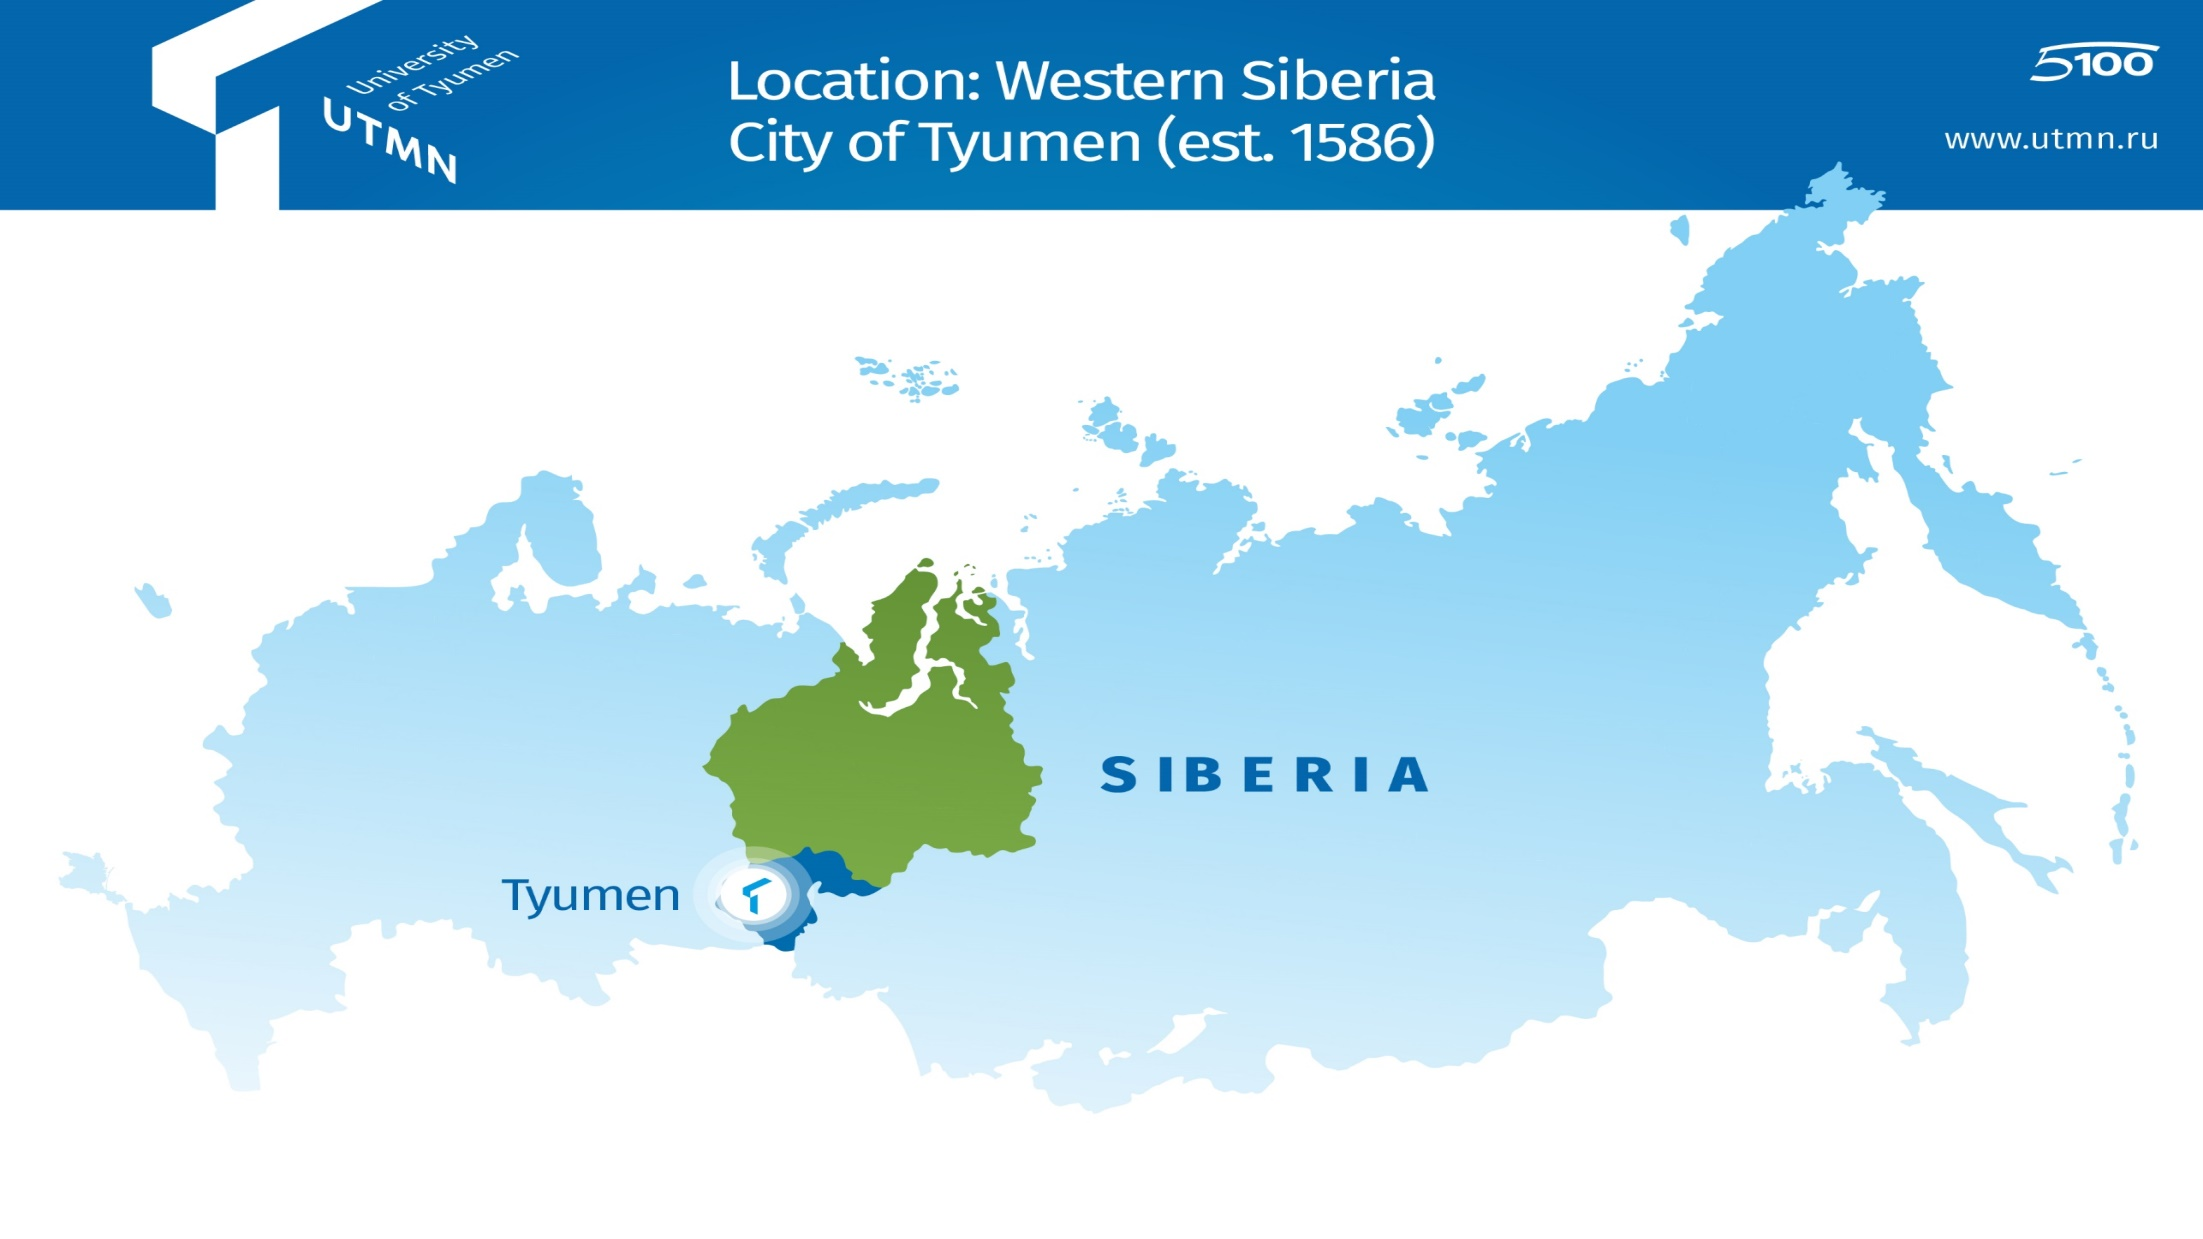 University
of Tyumen
UTMN
Location: Western Siberia
City of Tyumen (est. 1586)
5100
www.utmn.ru
SIBERIA
Tyumen